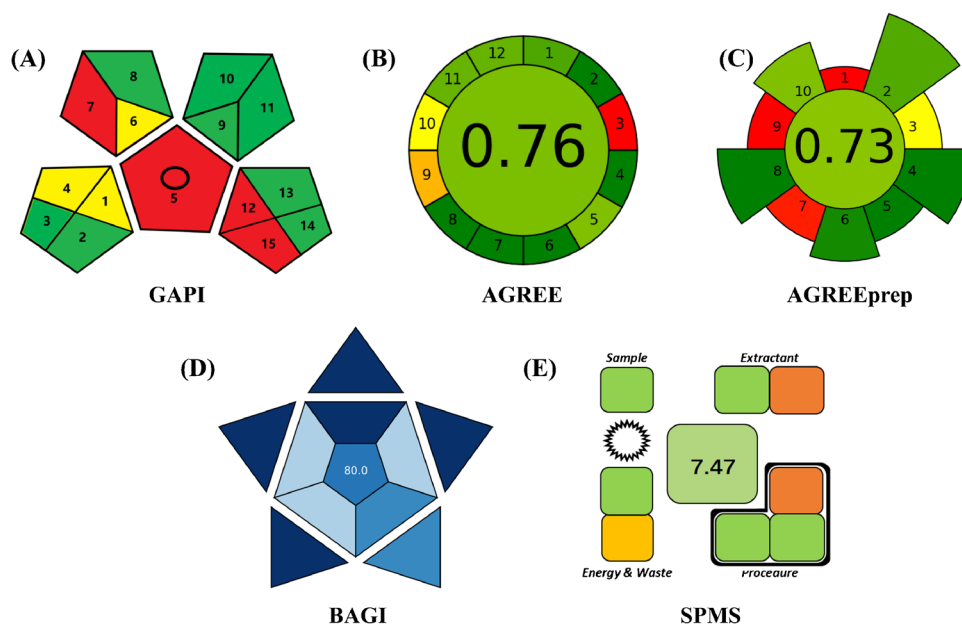 (A)
8
7
6
10
11
9
5
4
1
3
2
13
12
14
15
GAPI
(B)
12
1
11
2
10
3
0.76
9
4
8
5
7
6
AGREE
(C)
1
10
2
9
3
0.73
8
4
7
5
6
AGREEprep
(D)
80.0
BAGI
(E)
Sample
Extractant
7.47
Energy & Waste
Procedure
SPMS